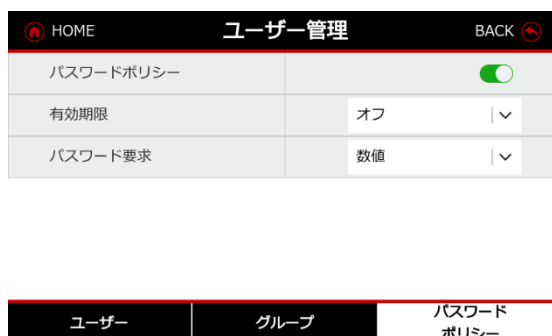 HOME
ユーザー管理
BACK
パスワードポリシー
有効期限
オフ
パスワード要求
数値
ユーザー
グループ
パスワード
ポリシー